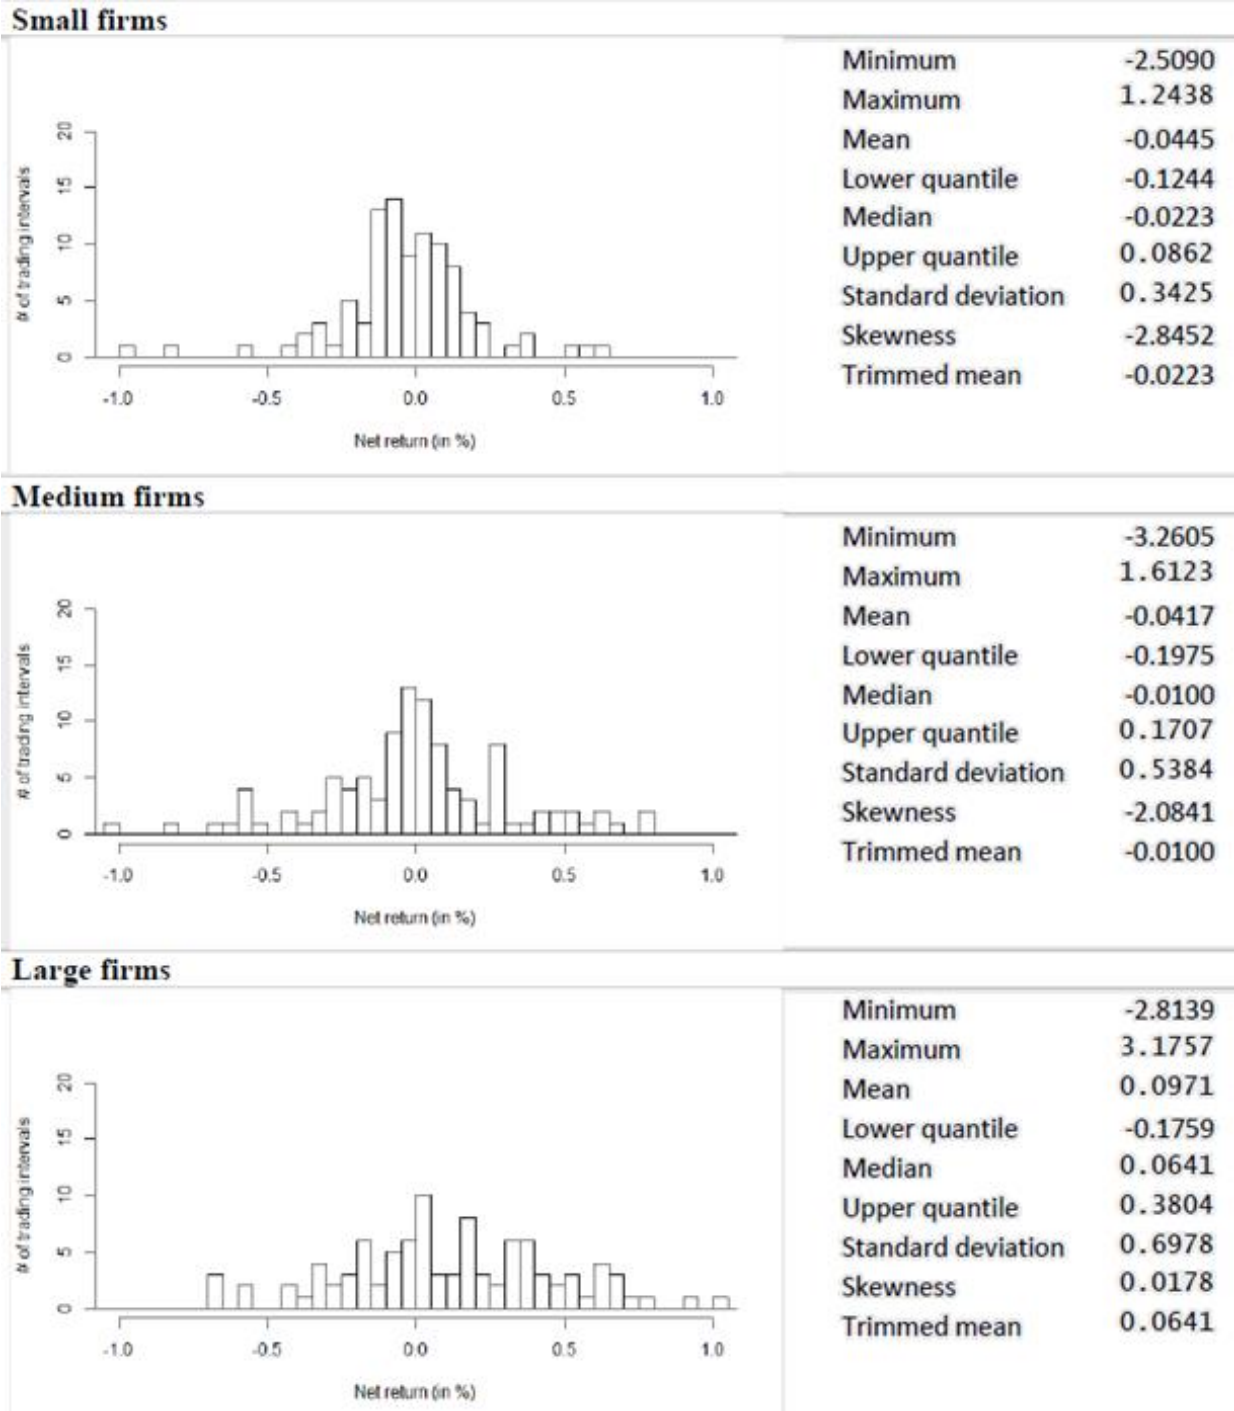 Small firms
# of trading intervals
20
15
10
5
0
-1.0 -0.5 0.0 0.5 1.0
Net return (in %)
Minimum -2.5090
Maximum 1.2438
Mean -0.0445
Lower quantile -0.1244
Median -0.0223
Upper quantile 0.0862
Standard deviation 0.3425
Skewness -2.8452
Trimmed mean -0.0223
Medium firms
# of trading intervals
20
15
10
5
0
-1.0 -0.5 0.0 0.5 1.0
Net return (in %)
Minimum -3.2605
Maximum 1.6123
Mean -0.0417
Lower quantile -0.1975
Median -0.0100
Upper quantile 0.1707
Standard deviation 0.5384
Skewness -2.0841
Trimmed mean -0.0100
Large firms
# of trading intervals
20
15
10
5
0
-1.0 -0.5 0.0 0.5 1.0
Net return (in %)
Minimum -2.8139
Maximum 3.1757
Mean 0.0971
Lower quantile -0.1759
Median 0.0641
Upper quantile 0.3804
Standard deviation 0.6978
Skewness 0.0178
Trimmed mean 0.0641